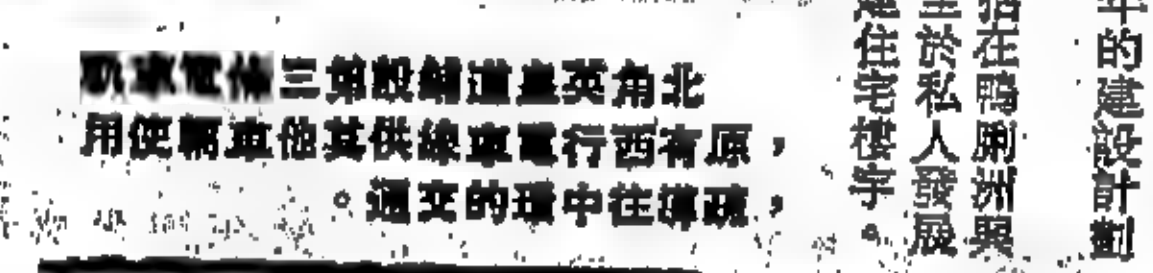 年的建設計劃
括在鴨脷洲興
至於私人發展
建住宅樓宇。
北角英皇道鋪設第三條電車軌
，原有西行電車線供其他車輛使用
，疏緩往中環的交通。